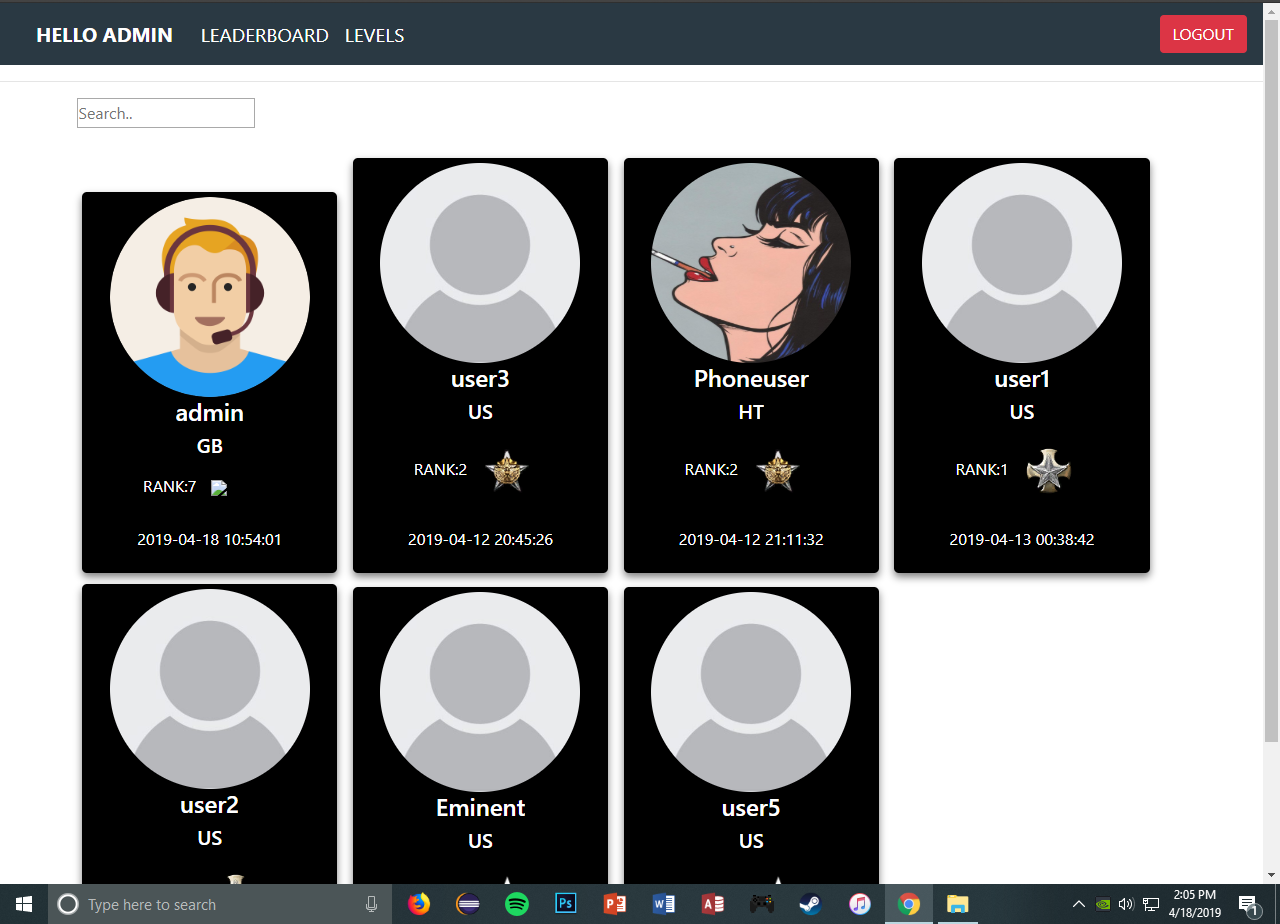 HELLO ADMIN LEADERBOARD LEVELS LOGOUT
Search..
admin
GB
RANK:7
2019-04-18 10:54:01
user3
US
RANK:2
2019-04-12 20:45:26
Phoneuser
HT
RANK:2
2019-04-12 21:11:32
user1
US
RANK:1
2019-04-13 00:38:42
user2
US
Eminent
US
user5
US
Type here to search
Ps
2:05 PM
4/18/2019
1